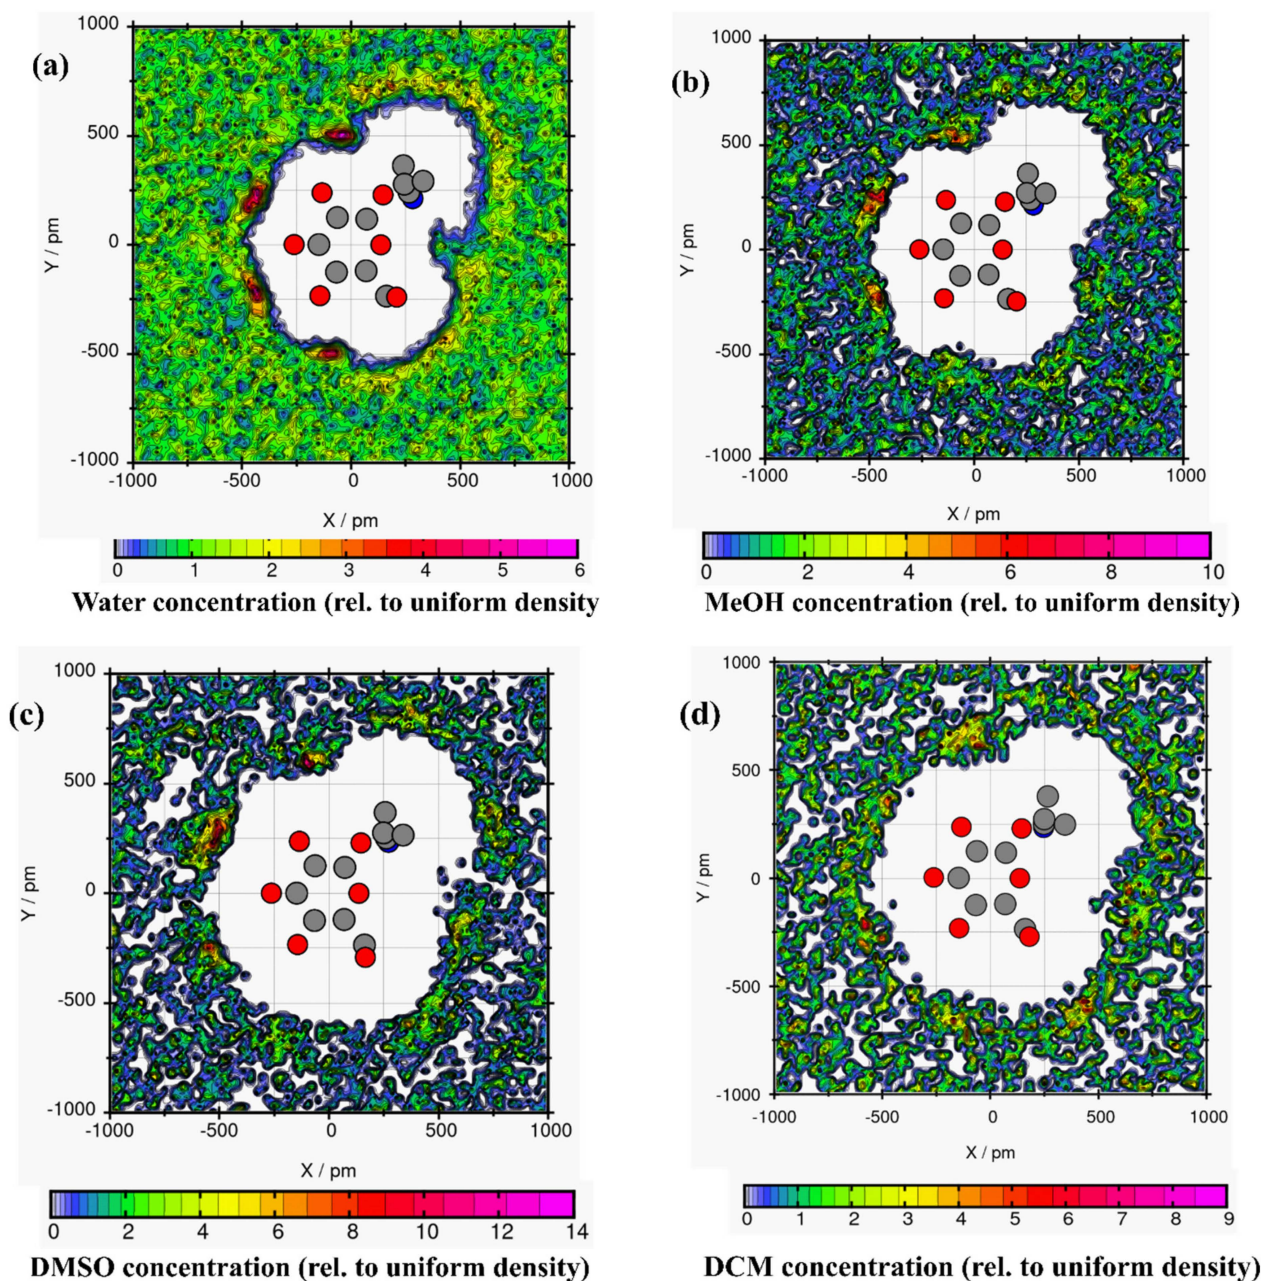 (a)
1000
500
0
-500
-1000
Y / pm
-1000 -500 0 500 1000
X / pm
0 1 2 3 4 5 6
Water concentration (rel. to uniform density
(b)
1000
500
0
-500
-1000
Y / pm
-1000 -500 0 500 1000
X / pm
0 2 4 6 8 10
MeOH concentration (rel. to uniform density)
(c)
1000
500
0
-500
-1000
Y / pm
-1000 -500 0 500 1000
X / pm
0 2 4 6 8 10 12 14
DMSO concentration (rel. to uniform density)
(d)
1000
500
0
-500
-1000
Y / pm
-1000 -500 0 500 1000
X / pm
0 1 2 3 4 5 6 7 8 9
DCM concentration (rel. to uniform density)